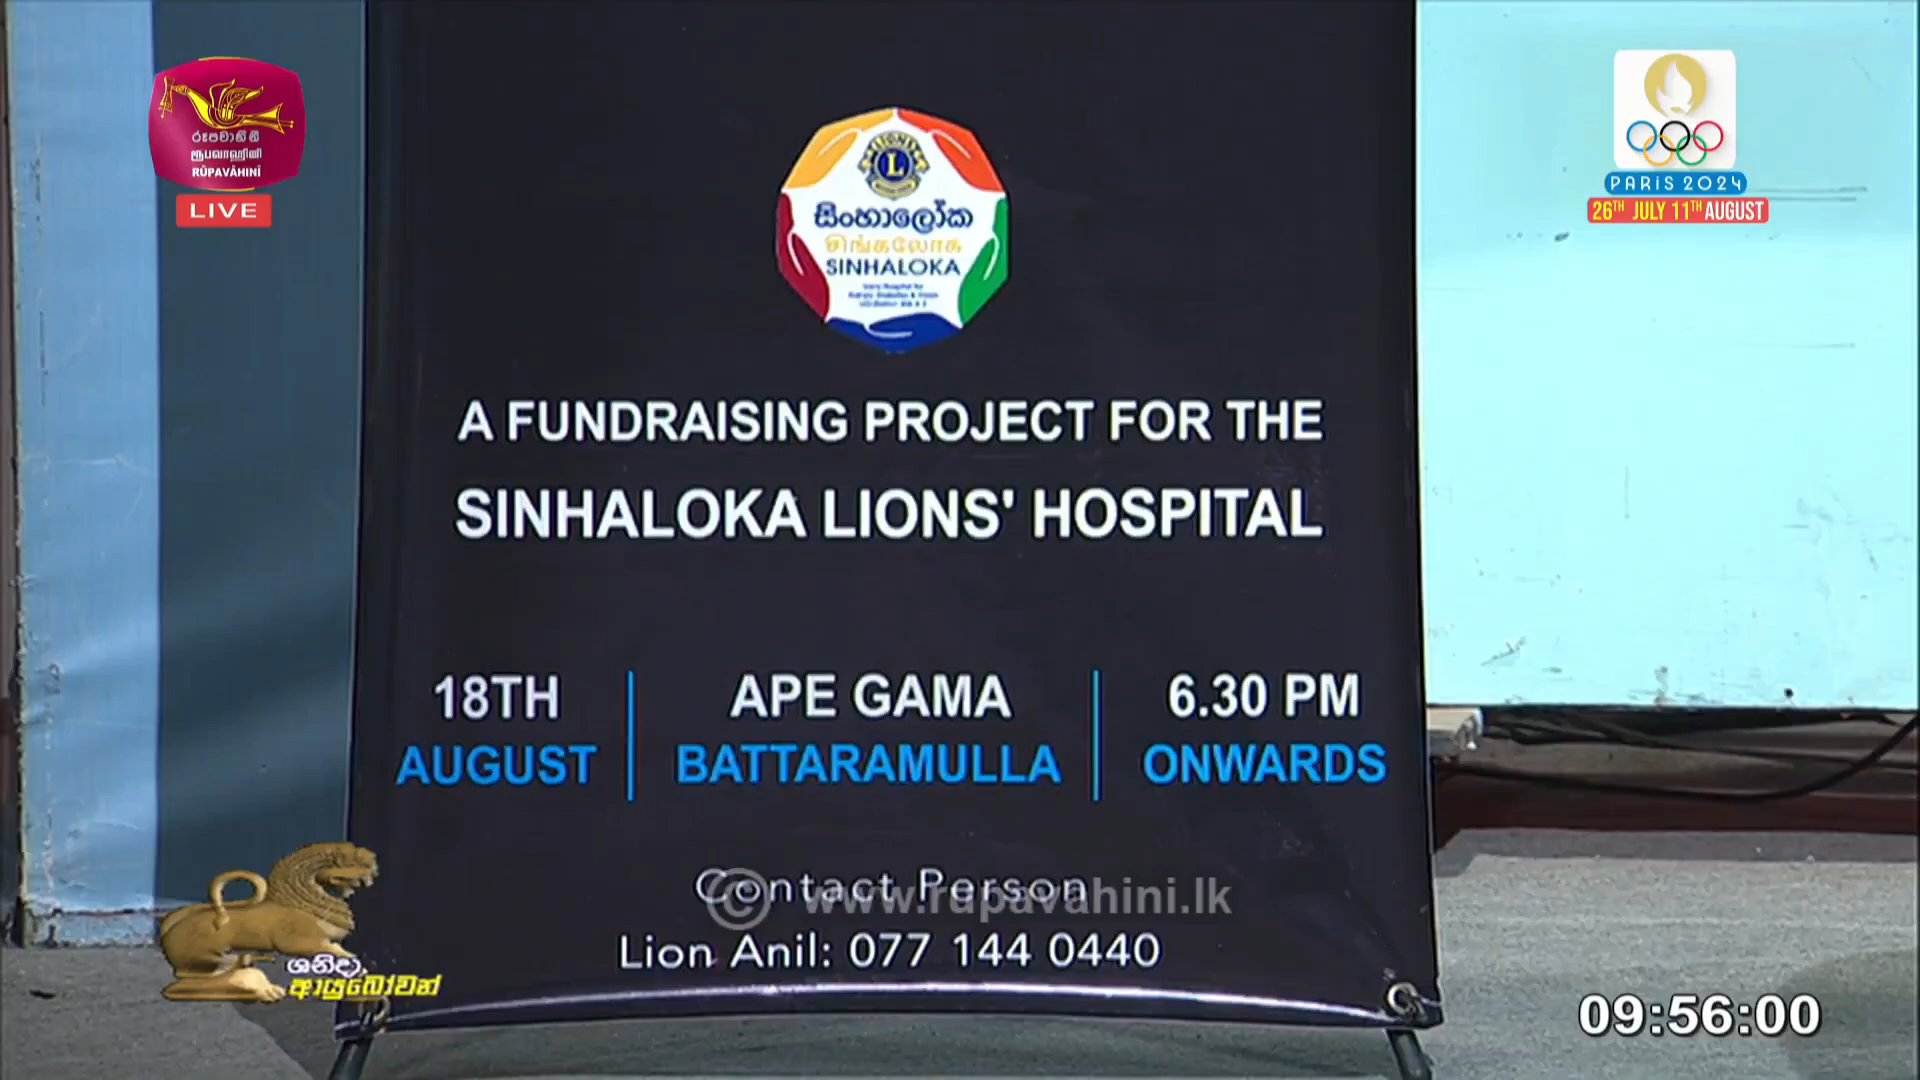 රූපවාහිනී
ரூபவாஹினி
RŪPAVĀHINĪ
LIVE
PARIS 2024
26TH JULY 11TH AUGUST
LIONS
L
සිංහාලෝක
சிங்கலோக
SINHALOKA
A FUNDRAISING PROJECT FOR THE
SINHALOKA LIONS' HOSPITAL
18TH
AUGUST
APE GAMA
BATTARAMULLA
6.30 PM
ONWARDS
Contact Person
© www.rupavahini.lk
Lion Anil: 077 144 0440
ශනිදා
ආයුබෝවන්
09:56:00